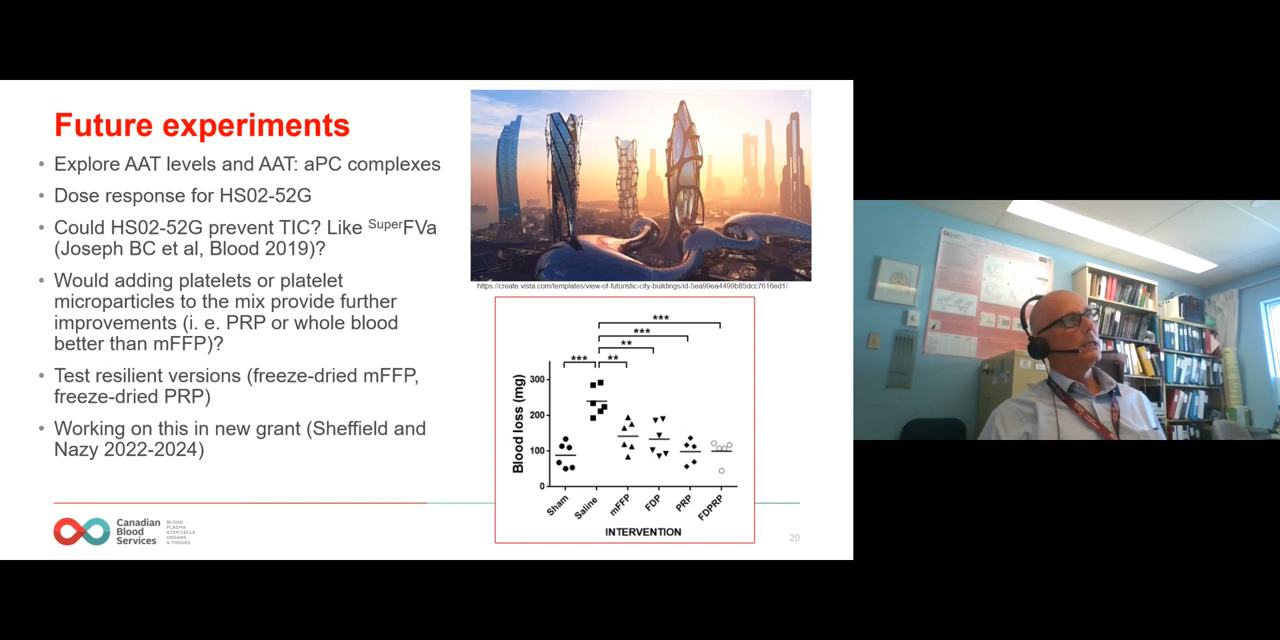 Future experiments
• Explore AAT levels and AAT: aPC complexes
• Dose response for HS02-52G
• Could HS02-52G prevent TIC? Like SuperFVa
(Joseph BC et al, Blood 2019)?
• Would adding platelets or platelet
microparticles to the mix provide further
improvements (i. e. PRP or whole blood
better than mFFP)?
• Test resilient versions (freeze-dried mFFP,
freeze-dried PRP)
• Working on this in new grant (Sheffield and
Nazy 2022-2024)
https://create.vista.com/templates/view-of-futuristic-city-buildings/id-5ea99ea4499b85dcc7616ed1/
***
***
**
*** **
Blood loss (mg)
300
200
100
0
Sham Saline mFFP FDP PRP FDPRP
INTERVENTION
Canadian
Blood
Services
BLOOD
PLASMA
STEM CELLS
ORGANS
& TISSUES
20